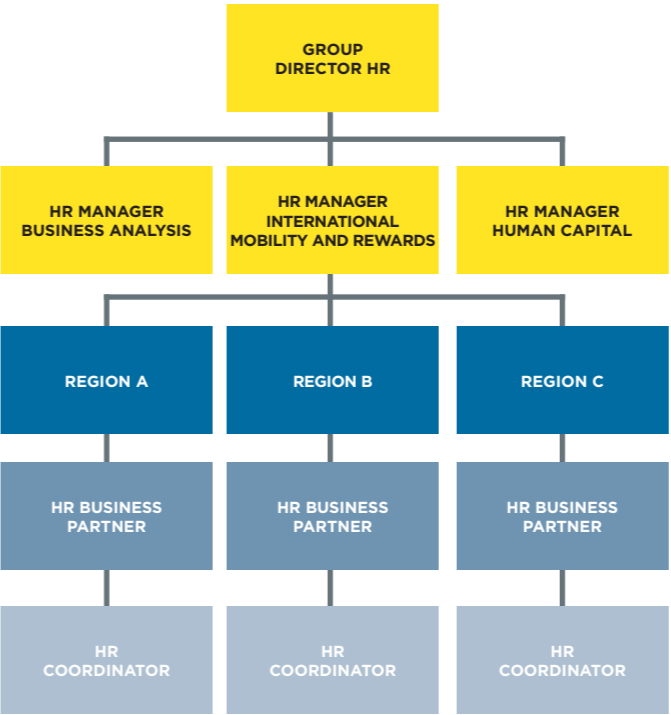 GROUP
DIRECTOR HR
HR MANAGER
BUSINESS ANALYSIS
HR MANAGER
INTERNATIONAL
MOBILITY AND REWARDS
HR MANAGER
HUMAN CAPITAL
REGION A
REGION B
REGION C
HR BUSINESS
PARTNER
HR BUSINESS
PARTNER
HR BUSINESS
PARTNER
HR
COORDINATOR
HR
COORDINATOR
HR
COORDINATOR